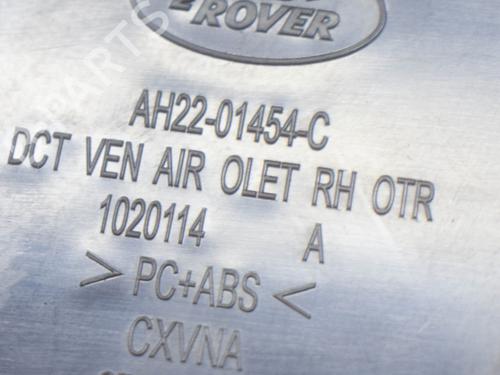 ROVER
AH22-01454-C
DCT VEN AIR OLET RH OTR
1020114 A
> PC+ABS <
CXVNA